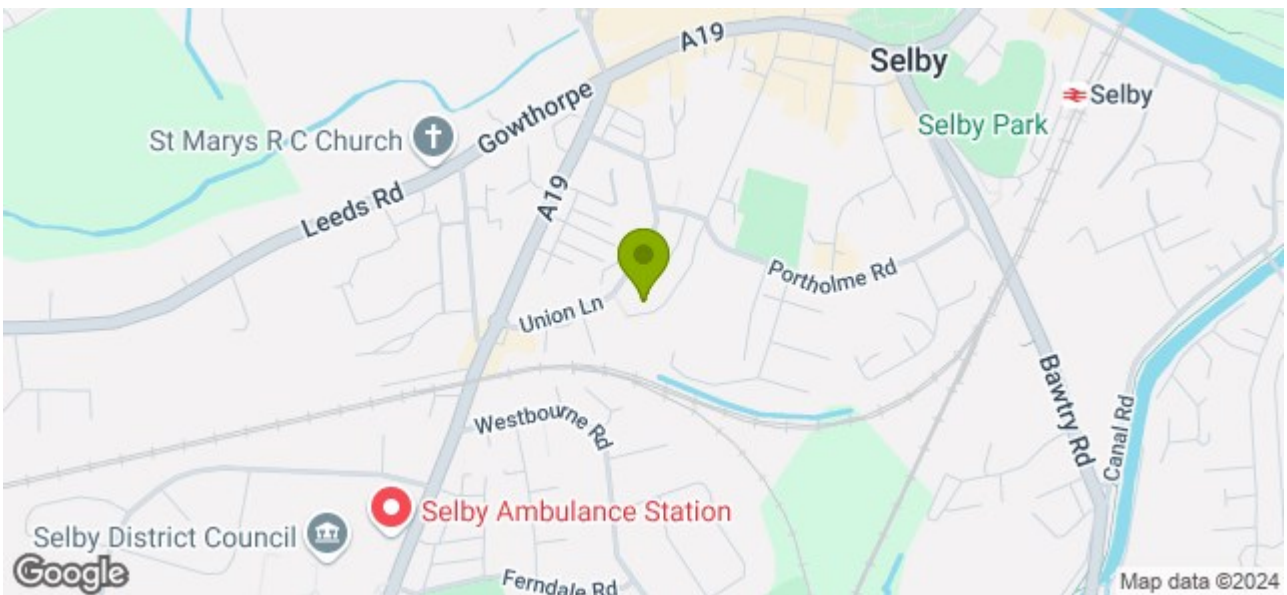 A19
Selby
Selby
Gowthorpe
St Marys R C Church
Selby Park
A19
Leeds Rd
Portholme Rd
Union Ln
Bawtry Rd
Canal Rd
Westbourne Rd
Selby Ambulance Station
Selby District Council
Ferndale Rd
Google
Map data ©2024